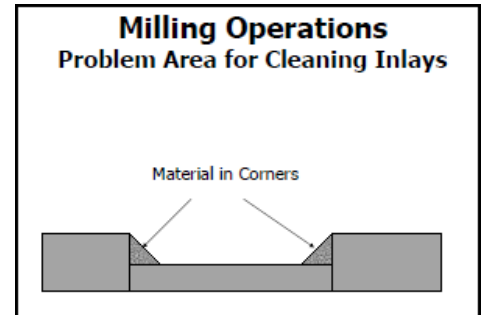 Milling Operations
Problem Area for Cleaning Inlays
Material in Corners